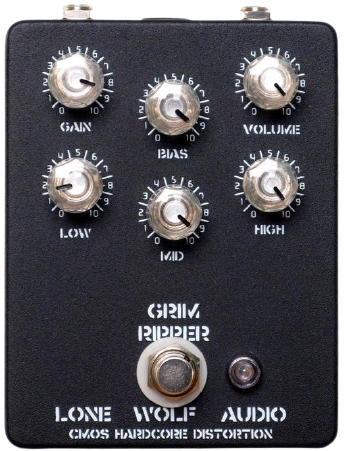 GAIN
BIAS
VOLUME
LOW
MID
HIGH
GRIM
RIPPER
LONE WOLF AUDIO
CMOS HARDCORE DISTORTION